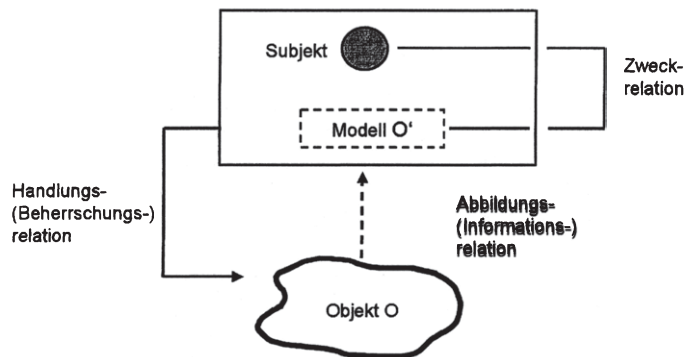 Subjekt
Zweck-
relation
Modell O‘
Handlungs-
(Beherrschungs-)
relation
Abbildungs-
(Informations-)
relation
Objekt O